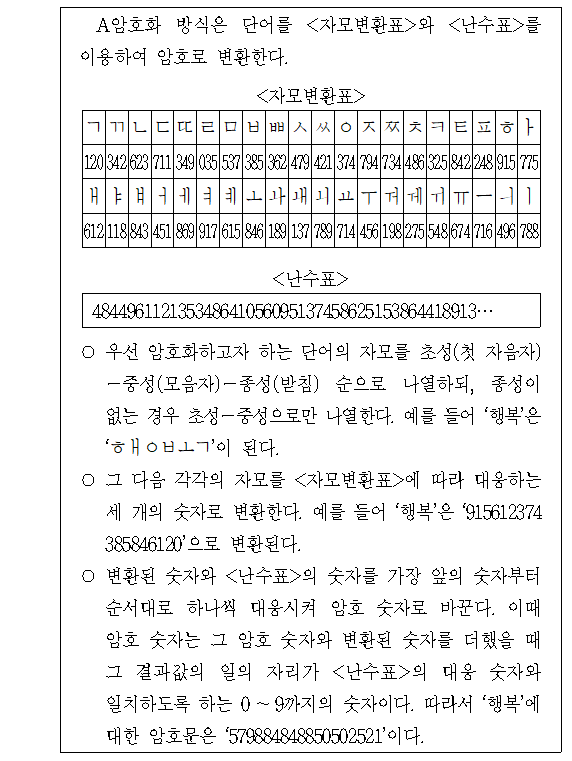 A암호화 방식은 단어를 <자모변환표>와 <난수표>를
이용하여 암호로 변환한다.
<자모변환표>
ㄱ ㄲ ㄴ ㄷ ㄸ ㄹ ㅁ ㅂ ㅃ ㅅ ㅆ ㅇ ㅈ ㅉ ㅊ ㅋ ㅌ ㅍ ㅎ ㅏ
120 342 623 711 349 035 537 385 362 479 421 374 794 734 486 325 842 248 915 775
ㅐ ㅑ ㅒ ㅓ ㅔ ㅕ ㅖ ㅗ ㅘ ㅙ ㅚ ㅛ ㅜ ㅝ ㅞ ㅟ ㅠ ㅡ ㅢ ㅣ
612 118 843 451 869 917 615 846 189 137 789 714 456 198 275 548 674 716 496 788
<난수표>
484496112135348641056095137458625153864418913…
○ 우선 암호화하고자 하는 단어의 자모를 초성(첫 자음자)
－중성(모음자)－종성(받침) 순으로 나열하되, 종성이
없는 경우 초성－중성으로만 나열한다. 예를 들어 ‘행복’은
‘ㅎㅐㅇㅂㅗㄱ’이 된다.
○ 그 다음 각각의 자모를 <자모변환표>에 따라 대응하는
세 개의 숫자로 변환한다. 예를 들어 ‘행복’은 ‘915612374
385846120’으로 변환된다.
○ 변환된 숫자와 <난수표>의 숫자를 가장 앞의 숫자부터
순서대로 하나씩 대응시켜 암호 숫자로 바꾼다. 이때
암호 숫자는 그 암호 숫자와 변환된 숫자를 더했을 때
그 결과값의 일의 자리가 <난수표>의 대응 숫자와
일치하도록 하는 0 ~ 9까지의 숫자이다. 따라서 ‘행복’에
대한 암호문은 ‘579884848850502521’이다.